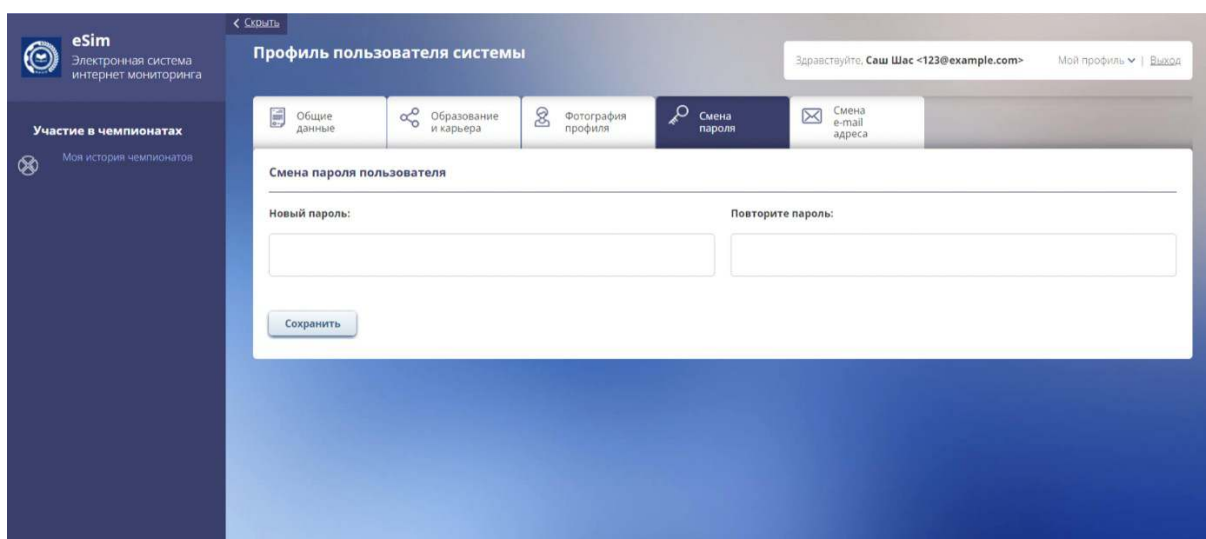 Скрыть
eSim
Электронная система
интернет мониторинга
Профиль пользователя системы
Здравствуйте, Саш Шас <123@example.com> Мой профиль | Выход
Общие
данные
Образование
и карьера
Фотография
профиля
Смена
пароля
Смена
e-mail
адреса
Участие в чемпионатах
Моя история чемпионатов
Смена пароля пользователя
Новый пароль:
Повторите пароль:
Сохранить